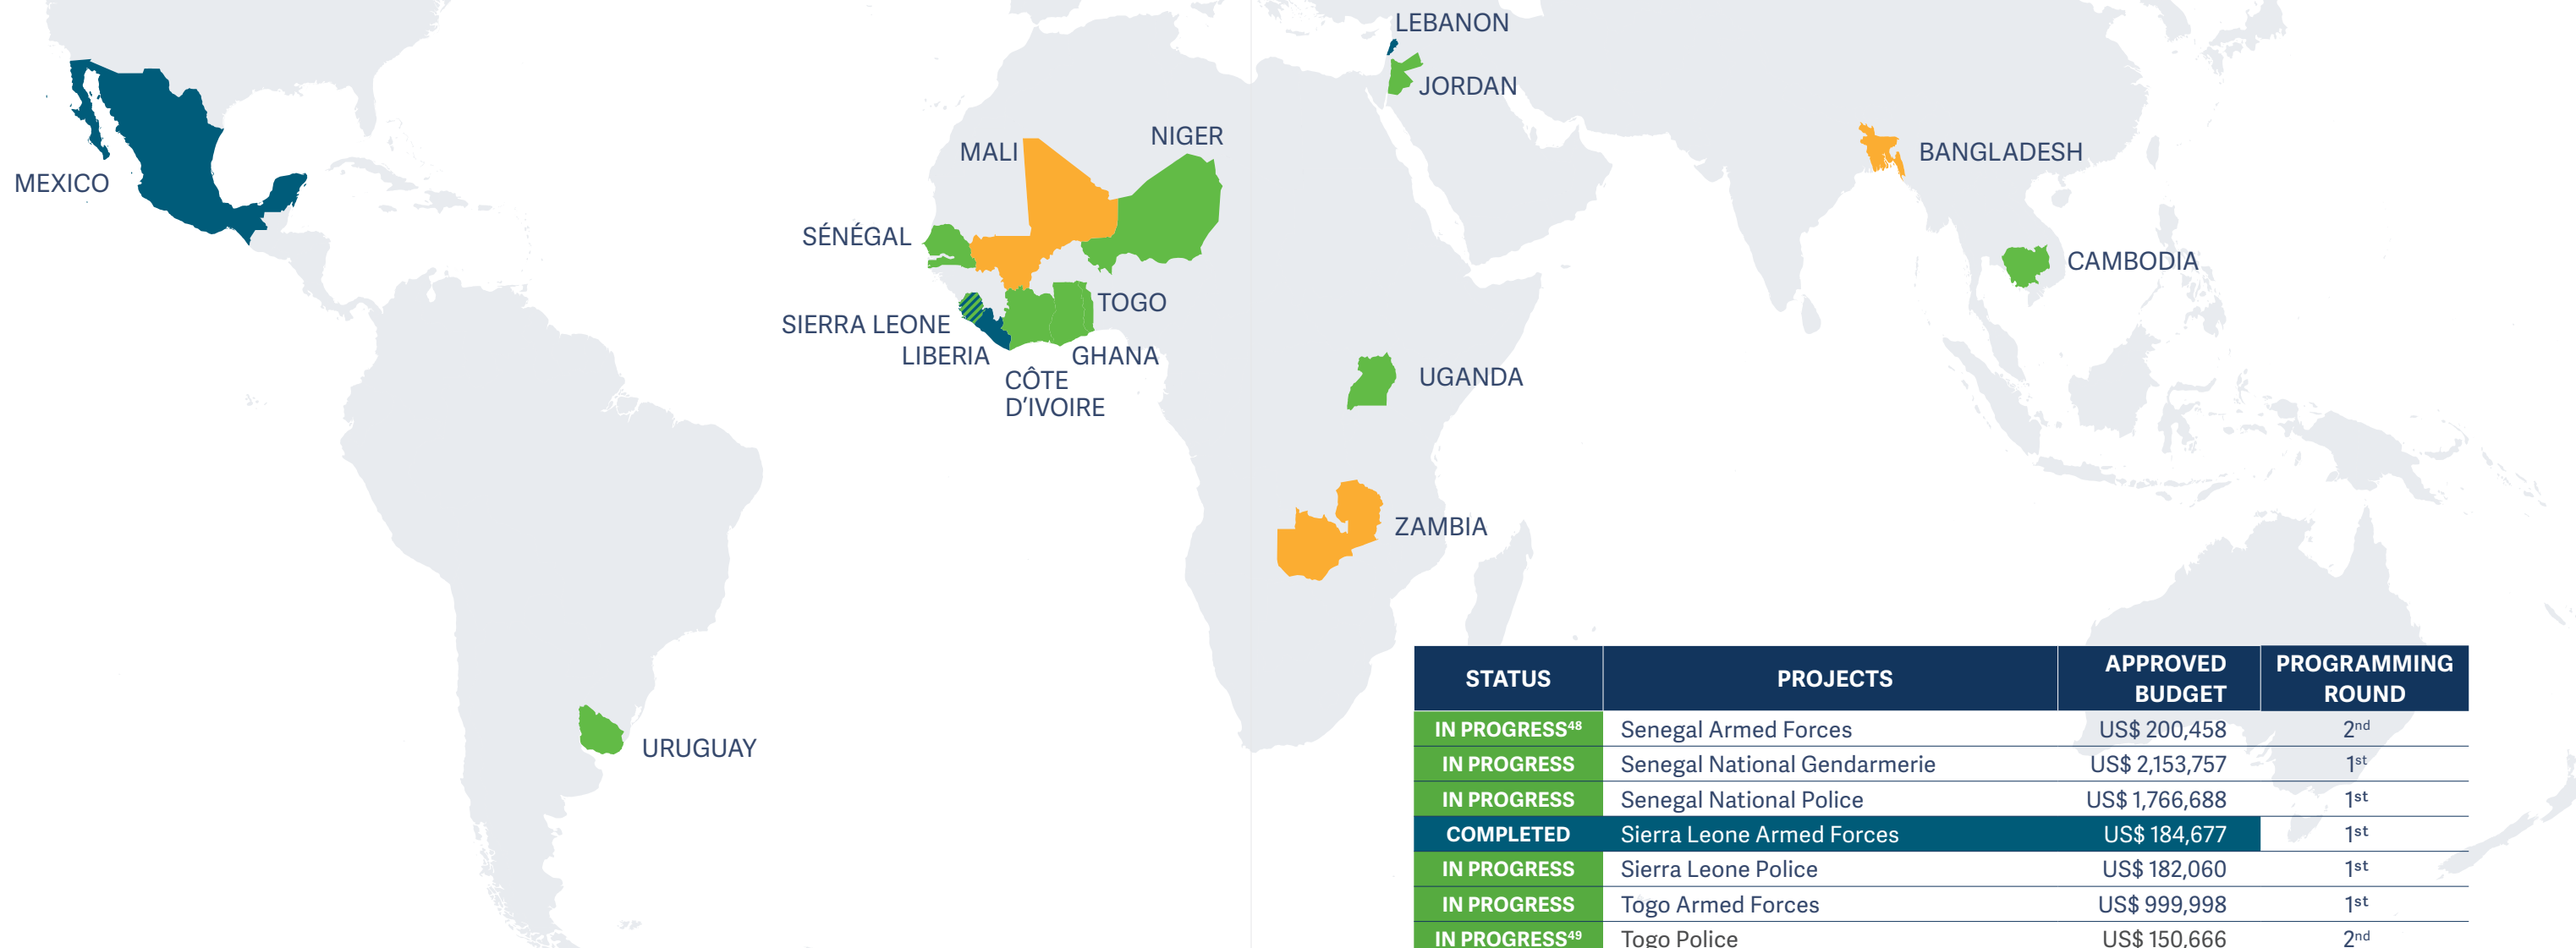 LEBANON
JORDAN
NIGER
MALI
BANGLADESH
MEXICO
SÉNÉGAL
CAMBODIA
TOGO
SIERRA LEONE
LIBERIA
GHANA
CÔTE
D’IVOIRE
UGANDA
ZAMBIA
URUGUAY
STATUS PROJECTS APPROVED BUDGET PROGRAMMING ROUND
IN PROGRESS48 Senegal Armed Forces US$ 200,458 2nd
IN PROGRESS Senegal National Gendarmerie US$ 2,153,757 1st
IN PROGRESS Senegal National Police US$ 1,766,688 1st
COMPLETED Sierra Leone Armed Forces US$ 184,677 1st
IN PROGRESS Sierra Leone Police US$ 182,060 1st
IN PROGRESS Togo Armed Forces US$ 999,998 1st
IN PROGRESS49 Togo Police US$ 150,666 2nd